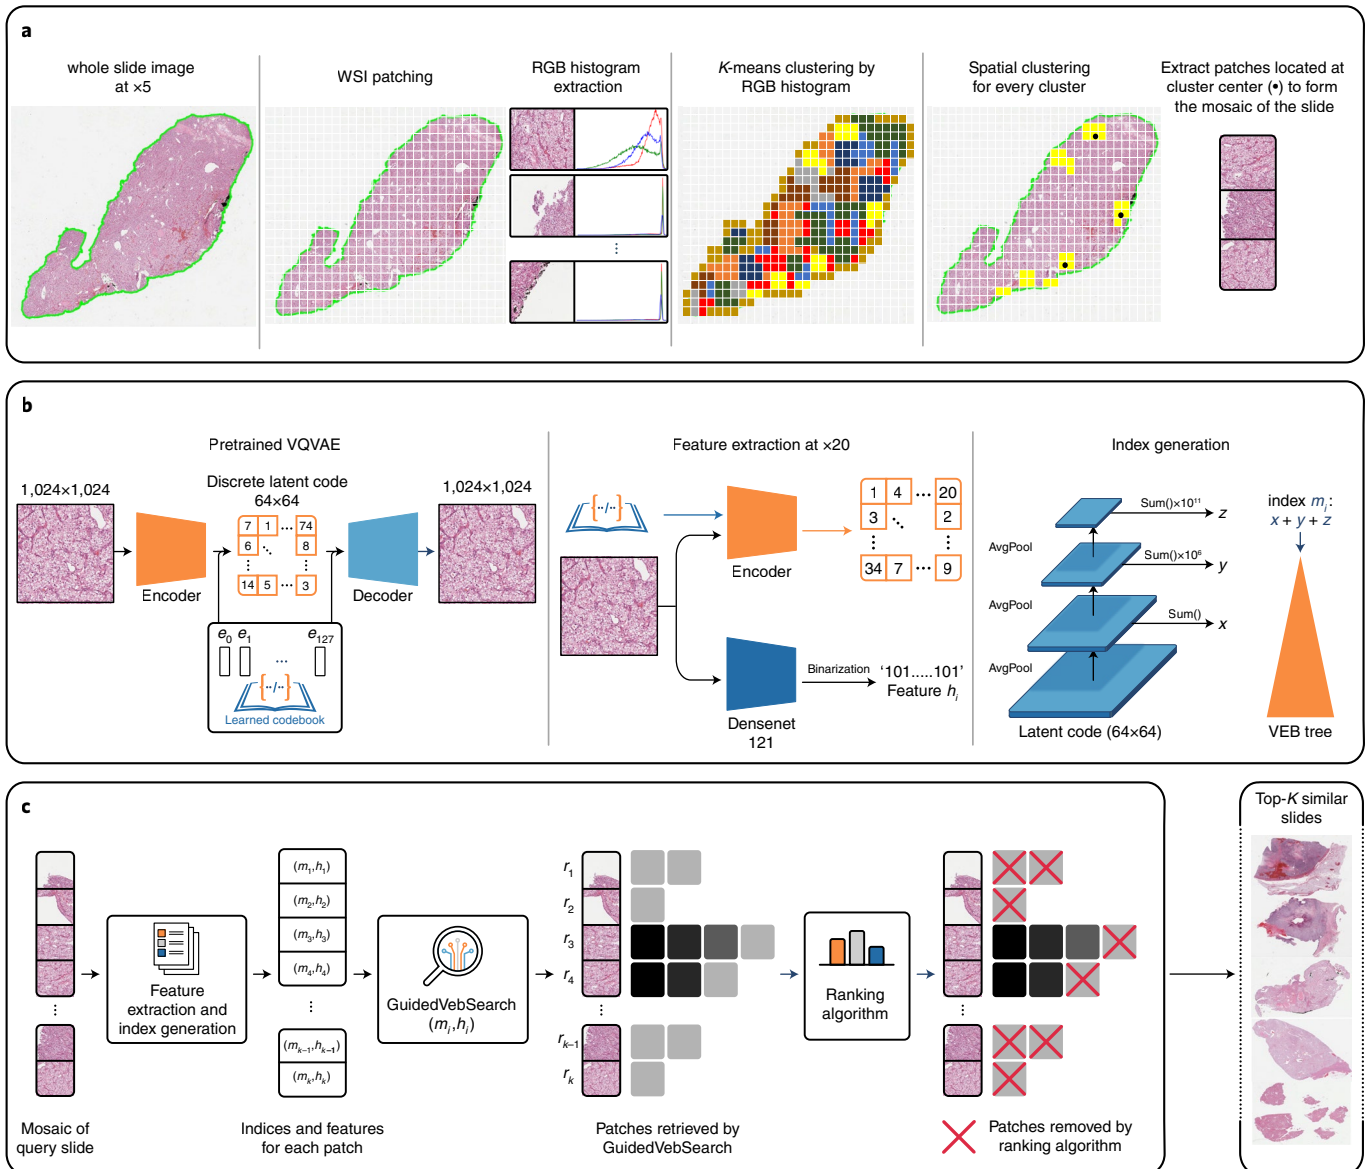 a
whole slide image
at ×5
WSI patching
RGB histogram
extraction
K-means clustering by
RGB histogram
Spatial clustering
for every cluster
Extract patches located at
cluster center (•) to form
the mosaic of the slide
b
Pretrained VQVAE
1,024×1,024
Discrete latent code
64×64
1,024×1,024
7 1 ··· 74
6 ⋱ 8
⋮ ⋮
14 5 ··· 3
Encoder
Decoder
e0 e1 ··· e127
{··/··}
Learned codebook
Feature extraction at ×20
{··/··}
Encoder
1 4 ··· 20
3 ⋱ 2
⋮ ⋮
34 7 ··· 9
Binarization
'101.....101'
Feature hi
Densenet
121
Index generation
Sum()×10¹¹
z
AvgPool
Sum()×10⁶
y
AvgPool
Sum()
x
AvgPool
Latent code (64×64)
index mi:
x + y + z
VEB tree
c
Mosaic of
query slide
Feature
extraction and
index generation
(m1,h1)
(m2,h2)
(m3,h3)
(m4,h4)
⋮
(mk−1,hk−1)
(mk,hk)
Indices and features
for each patch
GuidedVebSearch
(mi,hi)
r1
r2
r3
r4
⋮
rk−1
rk
Patches retrieved by
GuidedVebSearch
Ranking
algorithm
Patches removed by
ranking algorithm
Top-K similar
slides